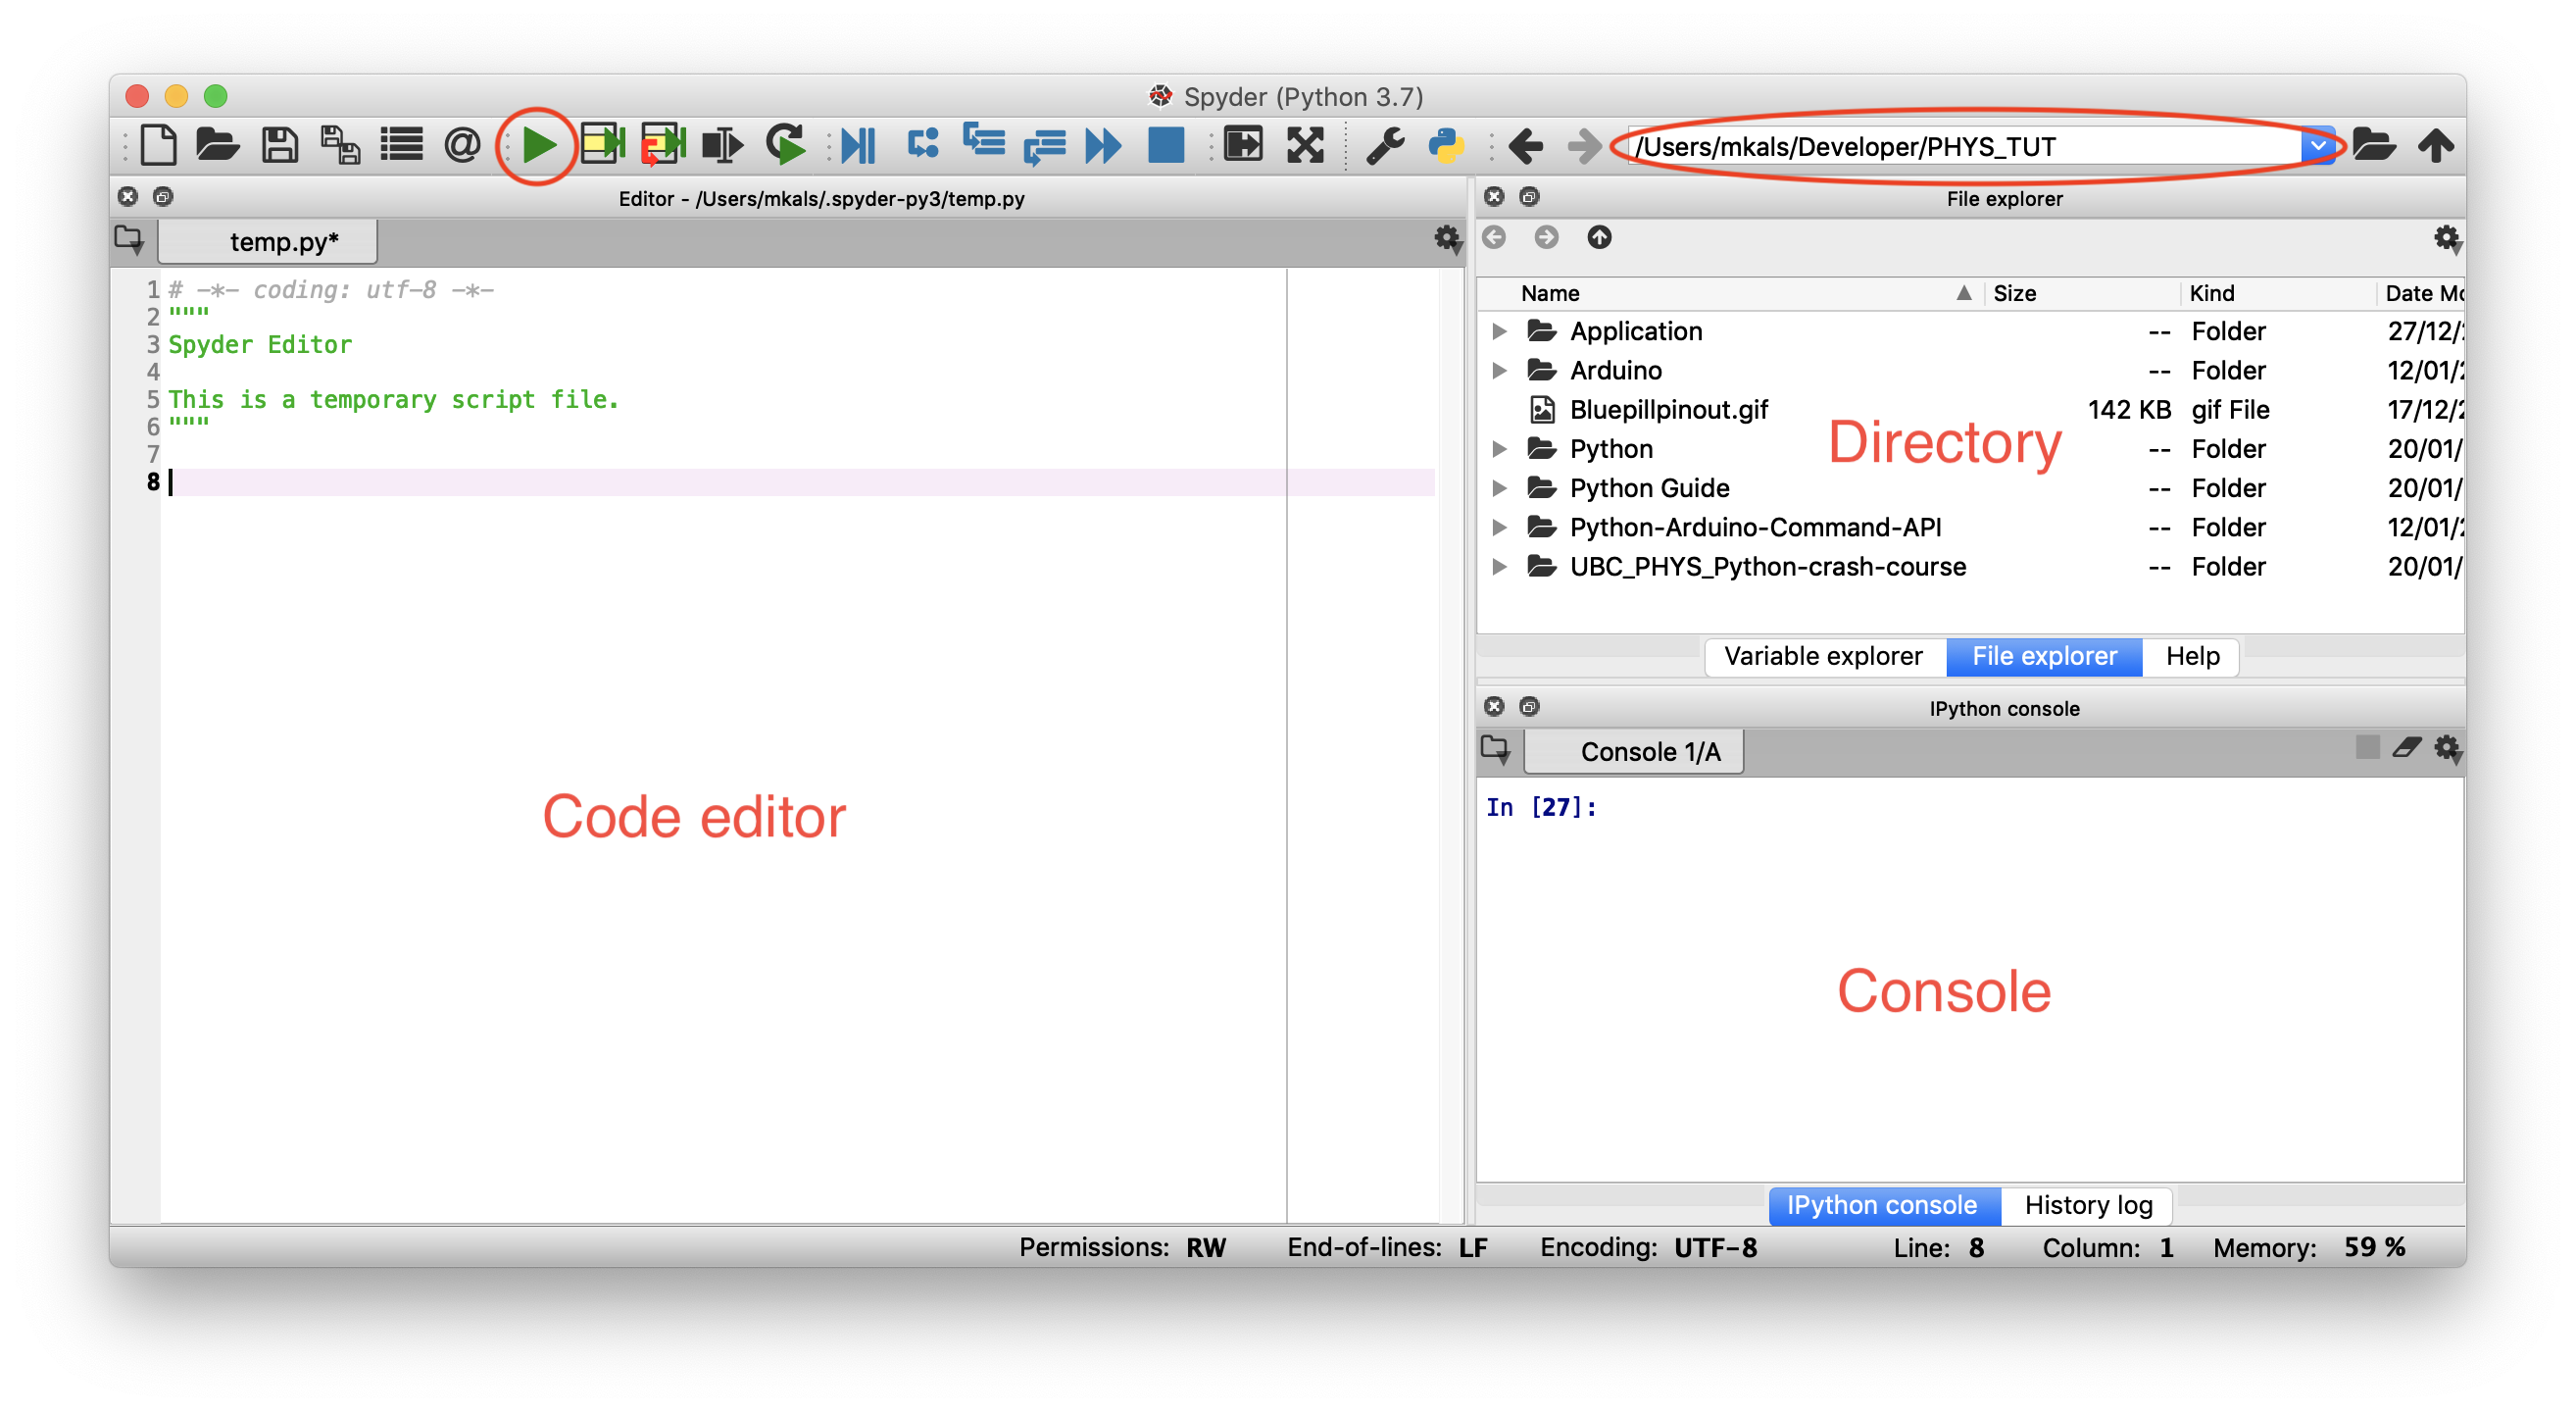 Spyder (Python 3.7)
/Users/mkals/Developer/PHYS_TUT
Editor - /Users/mkals/.spyder-py3/temp.py
temp.py*
1 # -*- coding: utf-8 -*-
2 """
3 Spyder Editor
4
5 This is a temporary script file.
6 """
7
8
Code editor
File explorer
Name Size Kind Date Mo
Application -- Folder 27/12/
Arduino -- Folder 12/01/
Bluepillpinout.gif 142 KB gif File 17/12/
Directory
Python -- Folder 20/01/
Python Guide -- Folder 20/01/
Python-Arduino-Command-API -- Folder 12/01/
UBC_PHYS_Python-crash-course -- Folder 20/01/
Variable explorer File explorer Help
IPython console
Console 1/A
In [27]:
Console
IPython console History log
Permissions: RW End-of-lines: LF Encoding: UTF-8 Line: 8 Column: 1 Memory: 59 %